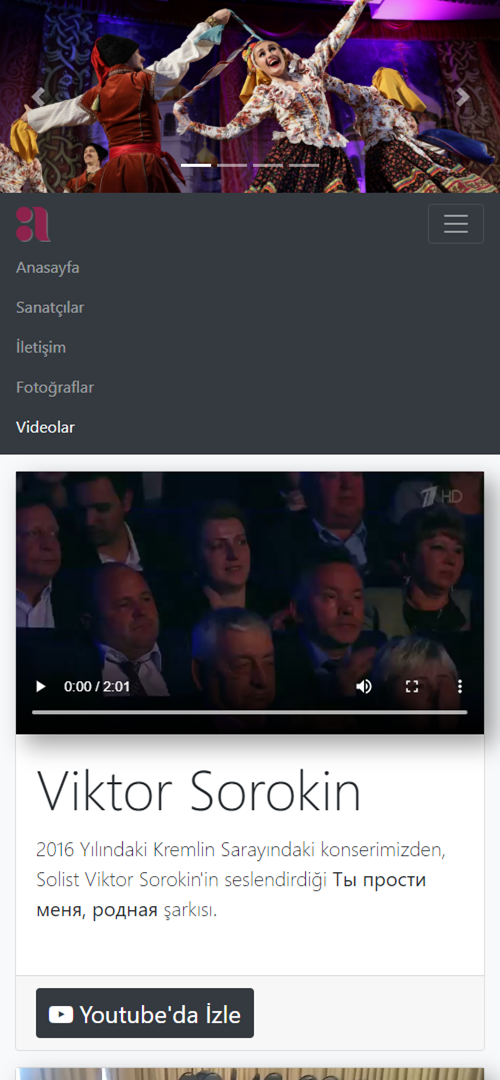 Anasayfa
Sanatçılar
İletişim
Fotoğraflar
Videolar
HD
0:00 / 2:01
Viktor Sorokin
2016 Yılındaki Kremlin Sarayındaki konserimizden,
Solist Viktor Sorokin'in seslendirdiği Ты прости
меня, родная şarkısı.
Youtube'da İzle